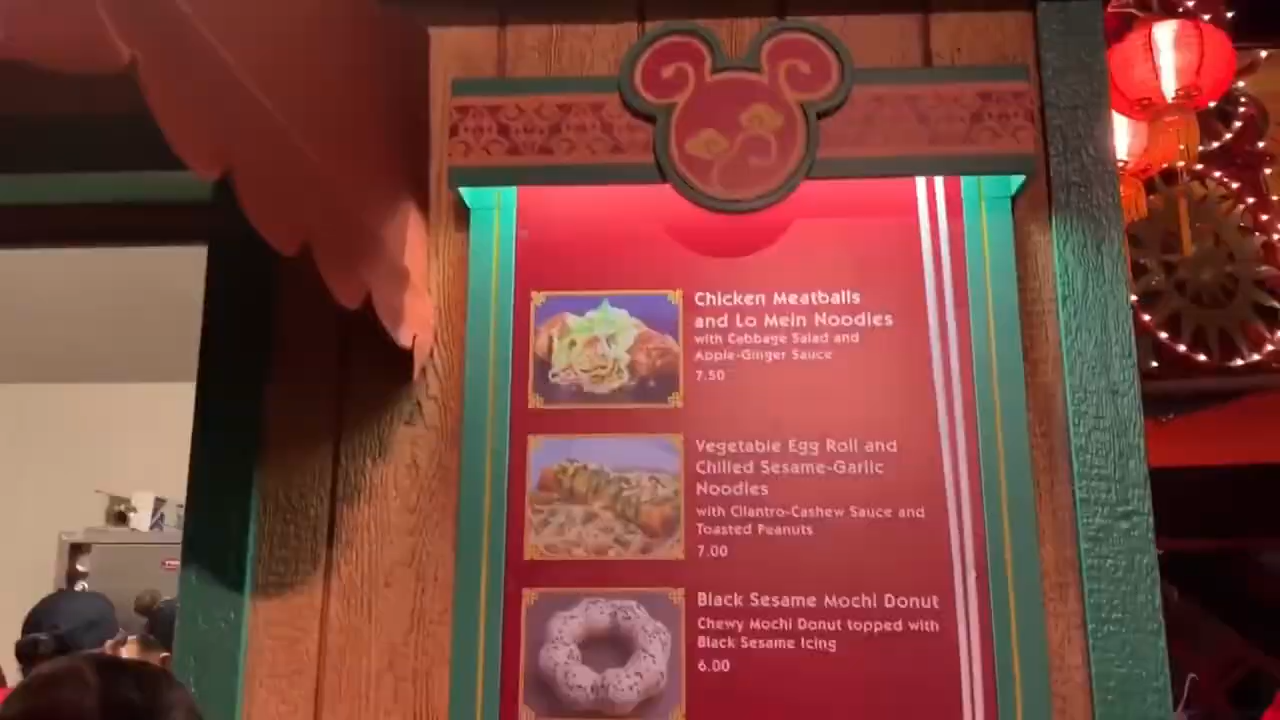 Chicken Meatballs
and Lo Mein Noodles
with Cabbage Salad and
Apple-Ginger Sauce
7.50
Vegetable Egg Roll and
Chilled Sesame-Garlic
Noodles
with Cilantro-Cashew Sauce and
Toasted Peanuts
7.00
Black Sesame Mochi Donut
Chewy Mochi Donut topped with
Black Sesame Icing
6.00